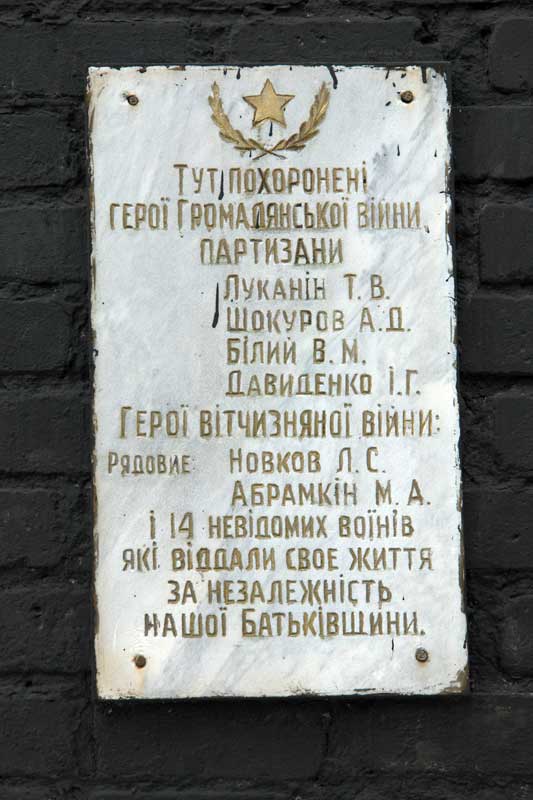 Тут похоронені
герої Громадянської війни
партизани
Луканін Т. В.
Шокуров А. Д.
Білий В. М.
Давиденко І. Г.
Герої вітчизняної війни:
рядовие: Новков Л. С.
Абрамкін М. А.
і 14 невідомих воїнів
які віддали своє життя
за незалежність
нашої Батьківщини.